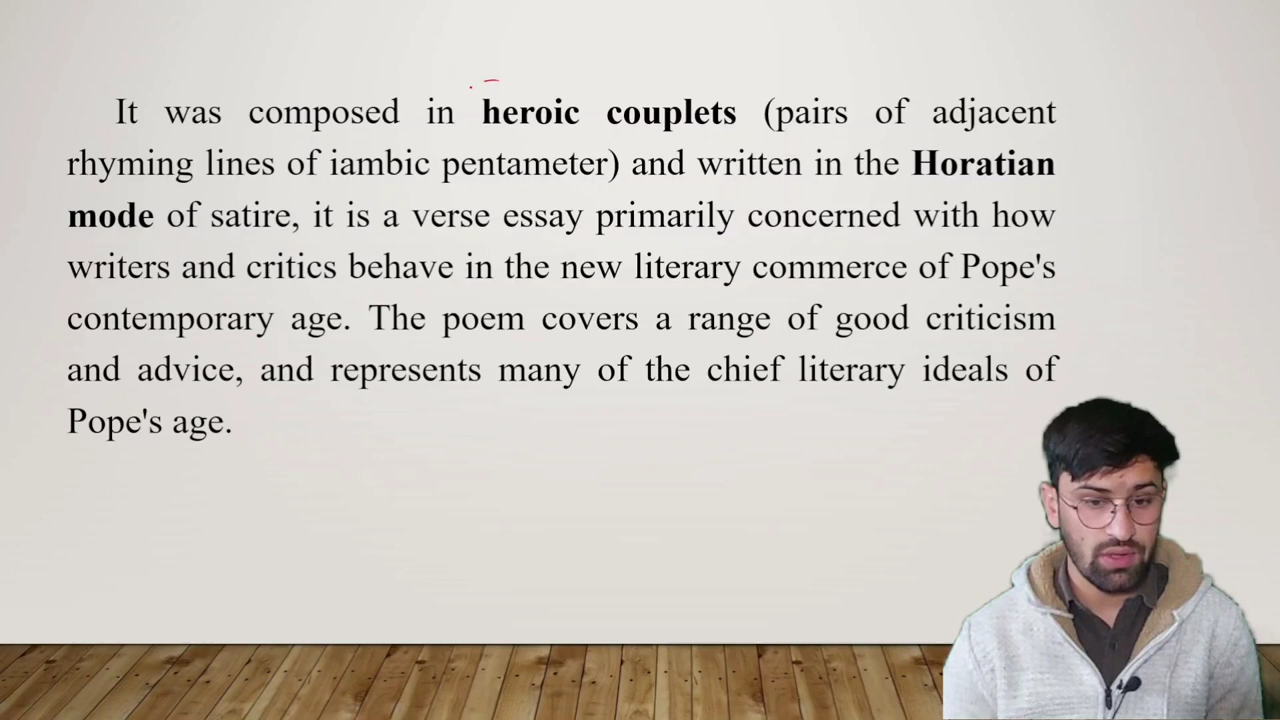 It was composed in heroic couplets (pairs of adjacent
rhyming lines of iambic pentameter) and written in the Horatian
mode of satire, it is a verse essay primarily concerned with how
writers and critics behave in the new literary commerce of Pope's
contemporary age. The poem covers a range of good criticism
and advice, and represents many of the chief literary ideals of
Pope's age.